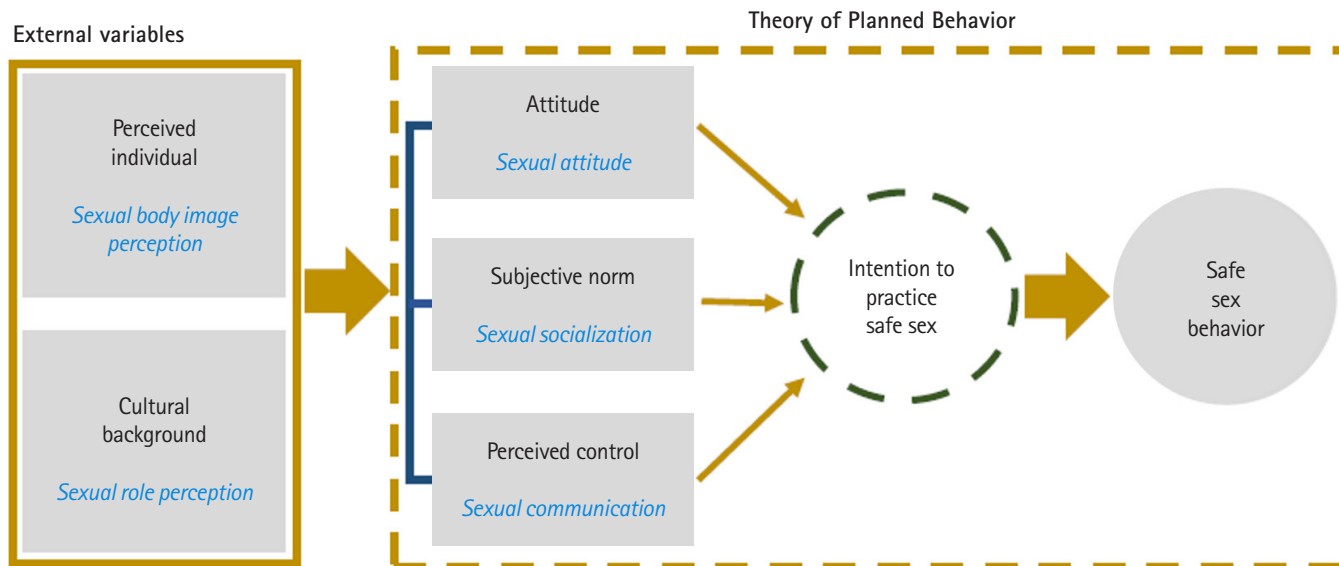 External variables
Perceived
individual
Sexual body image
perception
Cultural
background
Sexual role perception
Theory of Planned Behavior
Attitude
Sexual attitude
Subjective norm
Sexual socialization
Perceived control
Sexual communication
Intention to
practice
safe sex
Safe
sex
behavior